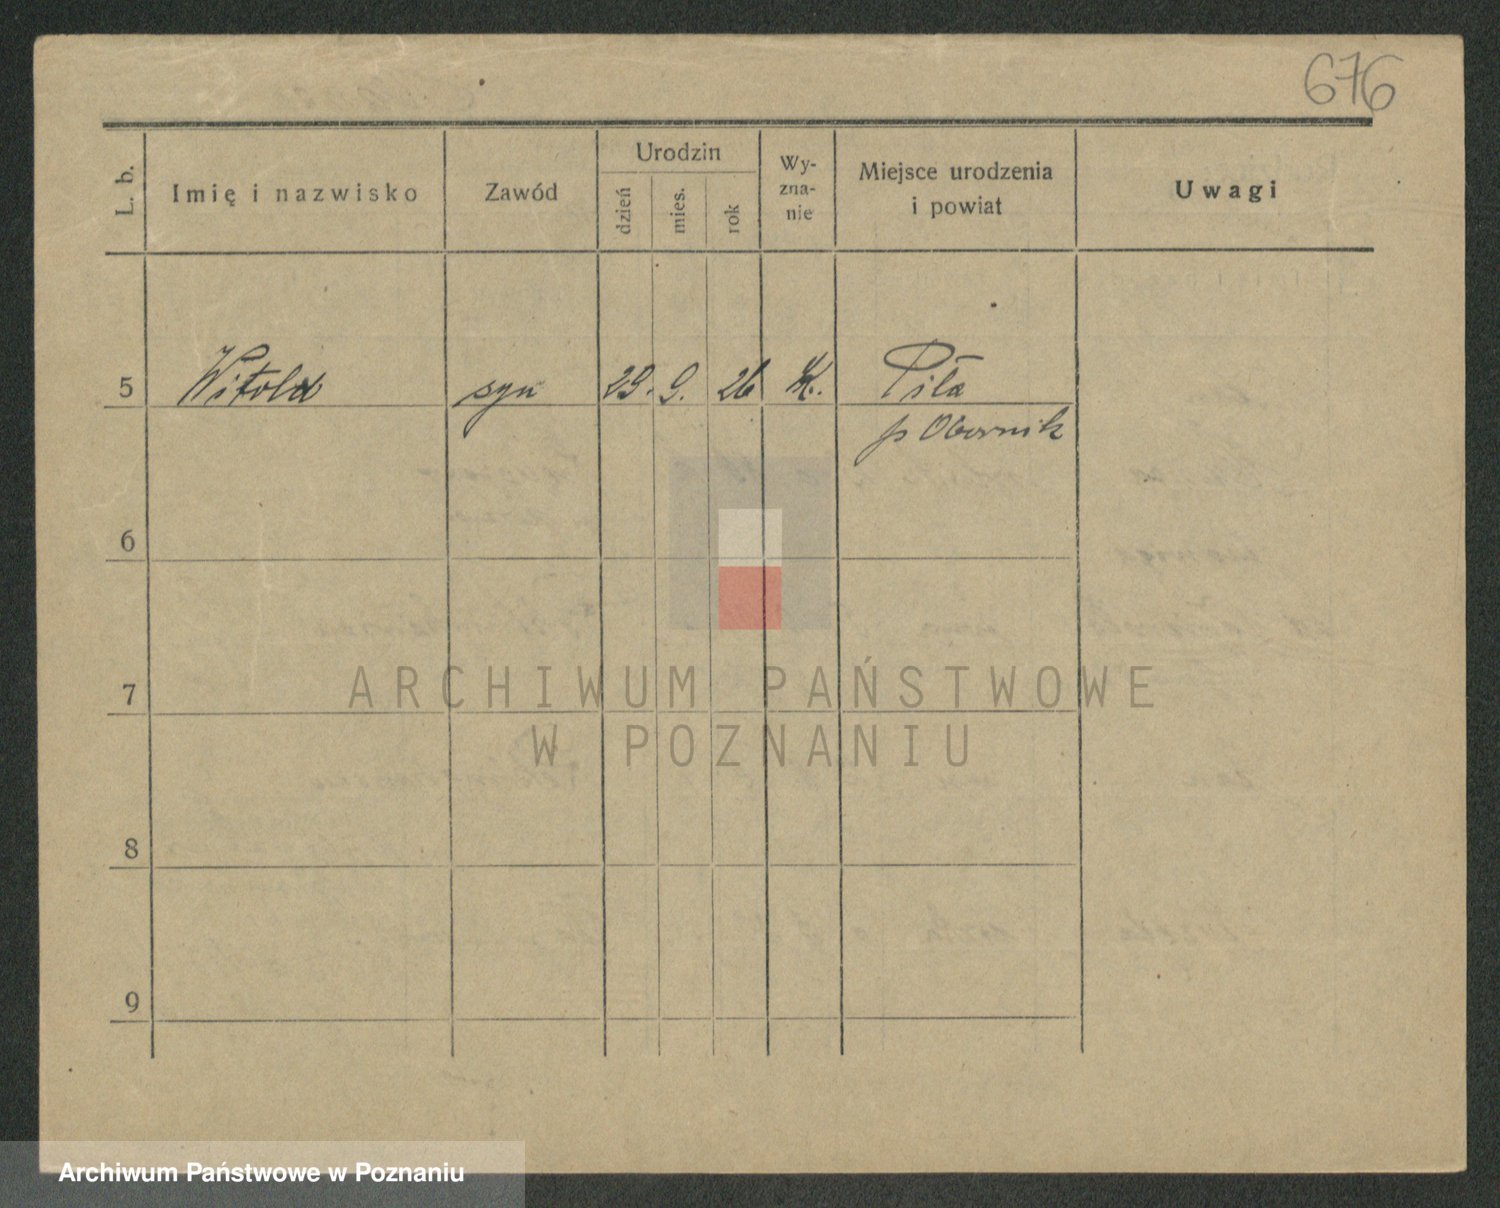 676
L. b. Imię i nazwisko Zawód Urodzin dzień mies. rok Wy-zna-nie Miejsce urodzenia i powiat Uwagi
5 Witold syn 29. 9. 26 K. Piła
p Obornik
6
7
8
9
ARCHIWUM PAŃSTWOWE
W POZNANIU
Archiwum Państwowe w Poznaniu